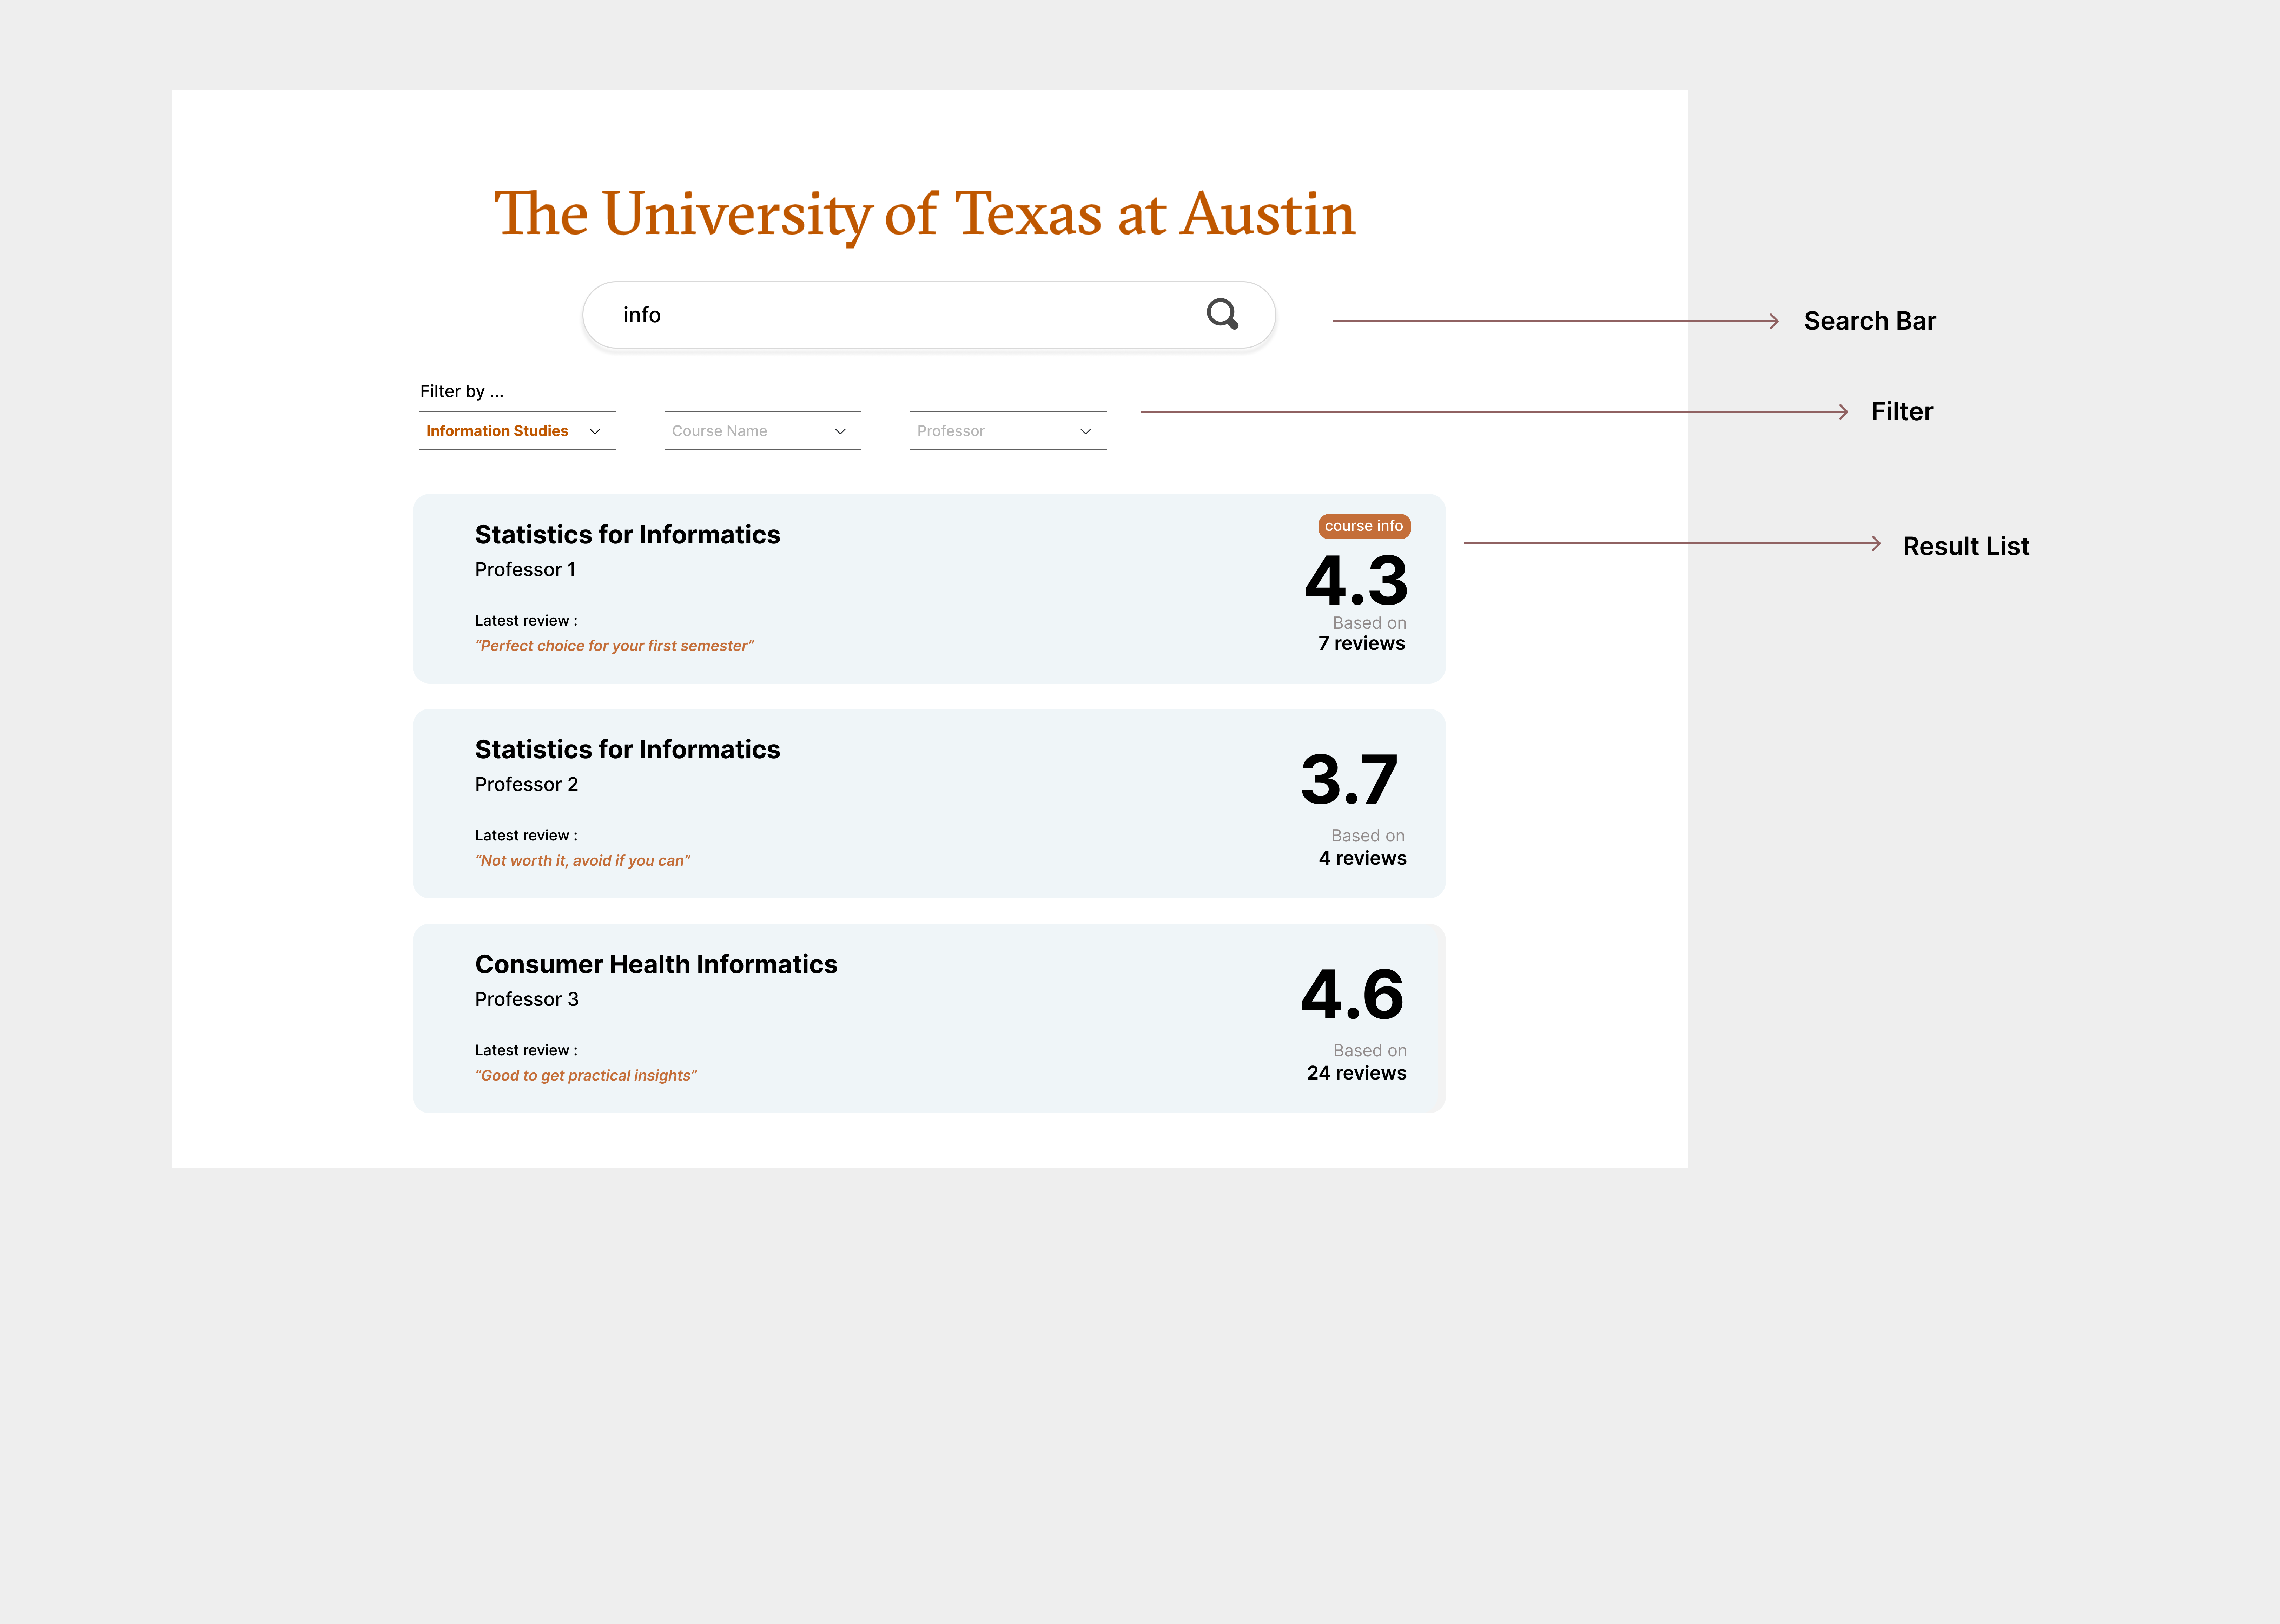 The University of Texas at Austin
info
Search Bar
Filter by ...
Information Studies
Course Name
Professor
Filter
Statistics for Informatics
Professor 1
Latest review :
“Perfect choice for your first semester”
course info
4.3
Based on
7 reviews
Result List
Statistics for Informatics
Professor 2
Latest review :
“Not worth it, avoid if you can”
3.7
Based on
4 reviews
Consumer Health Informatics
Professor 3
Latest review :
“Good to get practical insights”
4.6
Based on
24 reviews